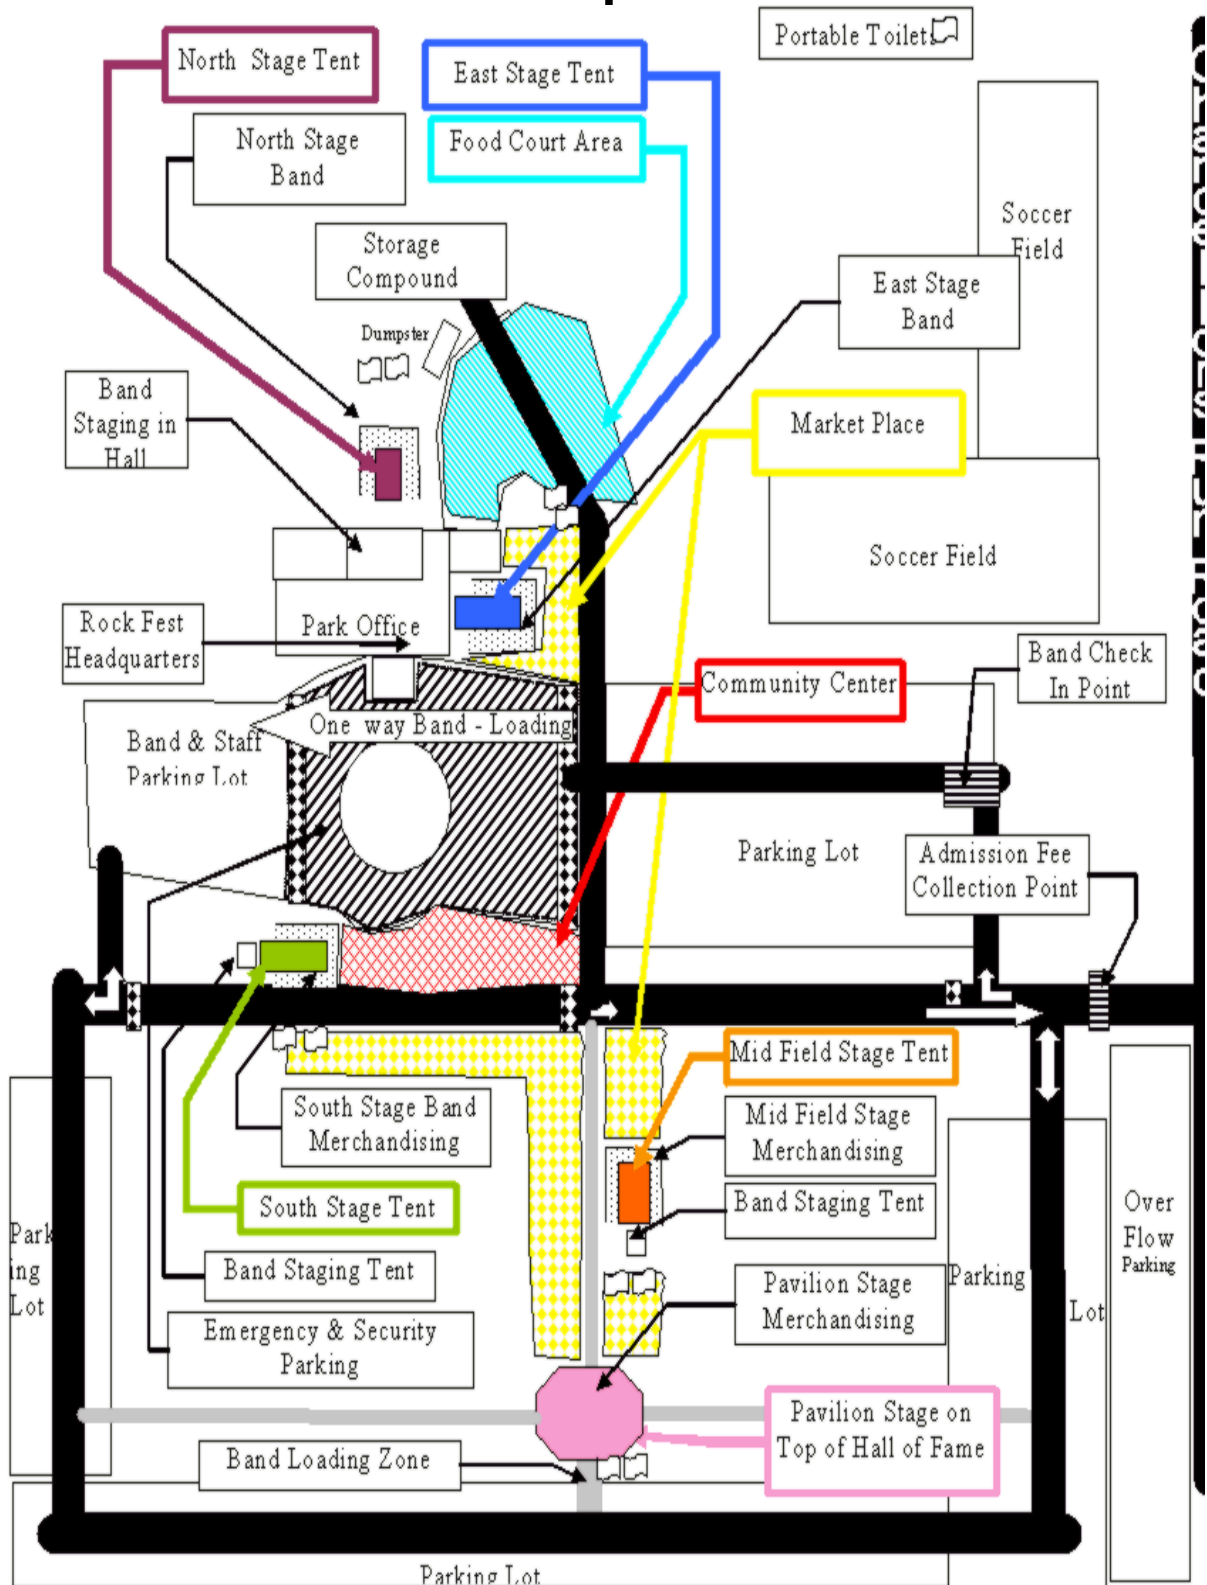 Portable Toilets
North Stage Tent
East Stage Tent
North Stage
Band
Food Court Area
Soccer
Field
Storage
Compound
East Stage
Band
Dumpster
Band
Staging in
Hall
Market Place
Soccer Field
Rock Fest
Headquarters
Park Office
Band Check
In Point
Community Center
One way Band - Loading
Band & Staff
Parking Lot
Parking Lot
Admission Fee
Collection Point
Mid Field Stage Tent
South Stage Band
Merchandising
Mid Field Stage
Merchandising
South Stage Tent
Band Staging Tent
Over
Flow
Parking
Park
ing
Lot
Band Staging Tent
Pavilion Stage
Merchandising
Parking
Lot
Emergency & Security
Parking
Pavilion Stage on
Top of Hall of Fame
Band Loading Zone
Parking Lot